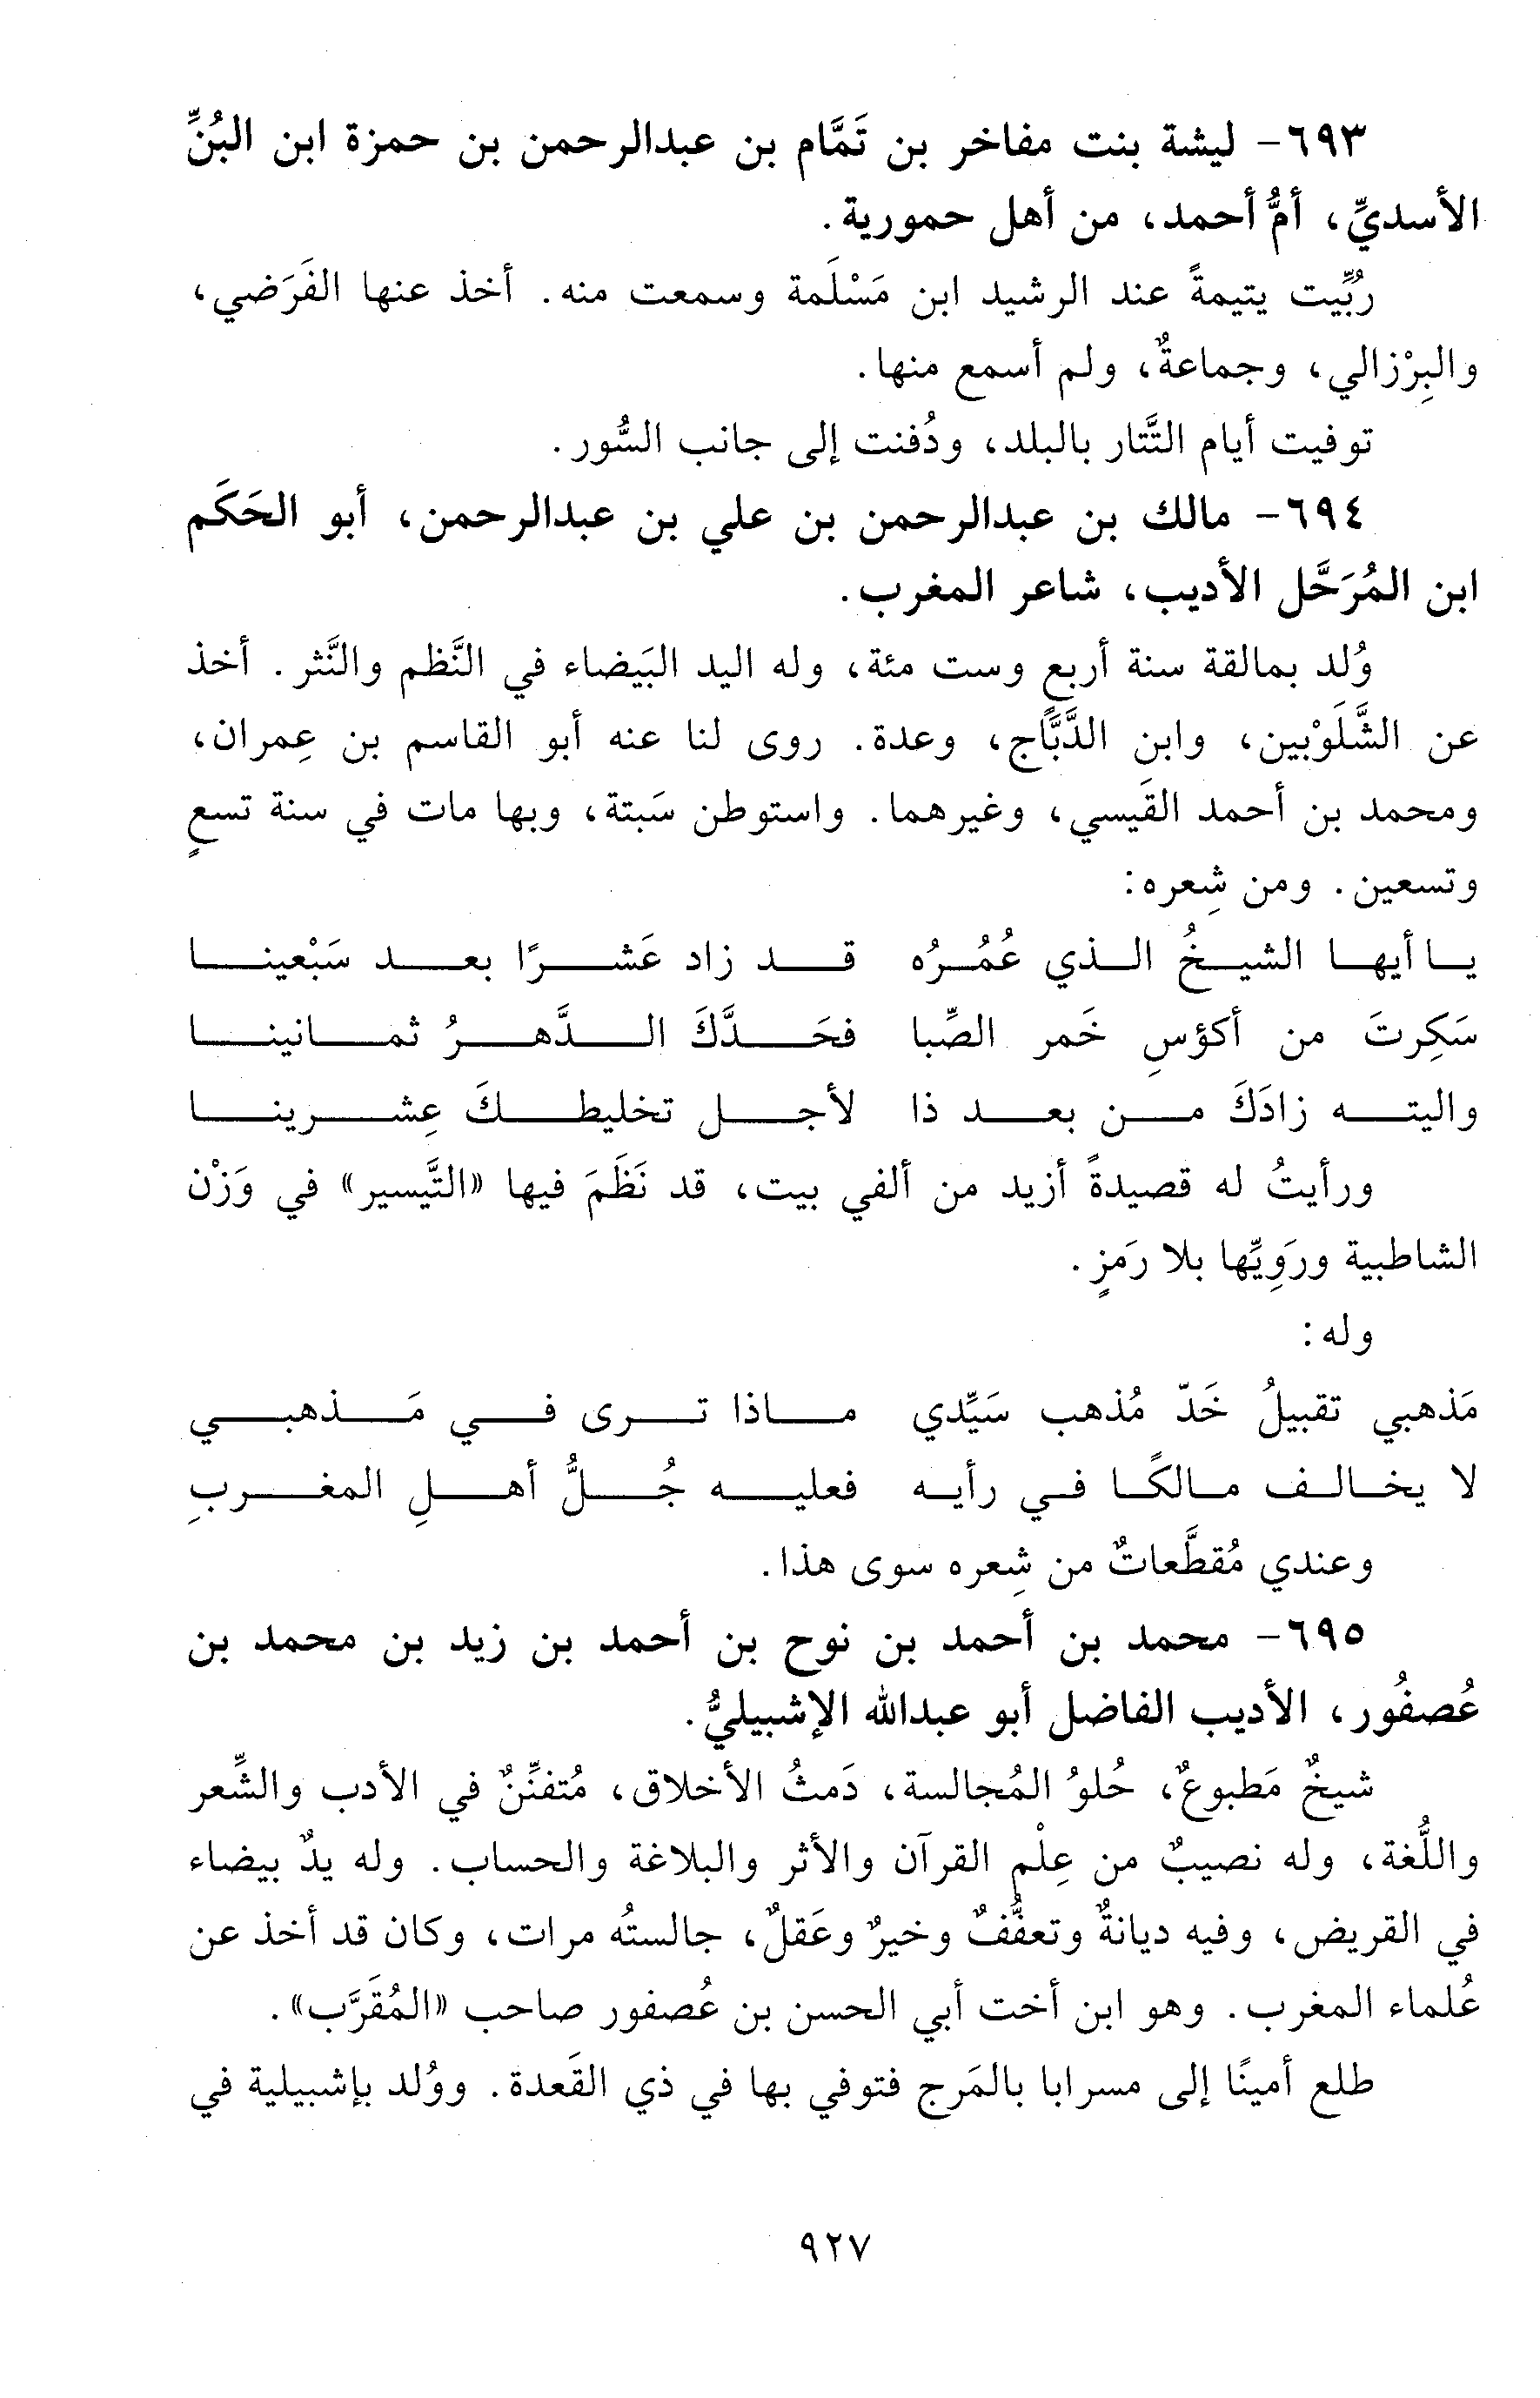 ٦٩٣- ليشة بنت مفاخر بن تَمَّام بن عبدالرحمن بن حمزة ابن البُنِّ
الأسديِّ، أمُّ أحمد، من أهل حمورية.
رُبِّيت يتيمةً عند الرشيد ابن مَسْلَمة وسمعت منه. أخذ عنها الفَرَضي،
والبِرْزالي، وجماعةٌ، ولم أسمع منها.
توفيت أيام التَّتار بالبلد، ودُفنت إلى جانب السُّور.
٦٩٤- مالك بن عبدالرحمن بن علي بن عبدالرحمن، أبو الحَكَم
ابن المُرَحَّل الأديب، شاعر المغرب.
وُلد بمالقة سنة أربع وست مئة، وله اليد البَيضاء في النَّظم والنَّثر. أخذ
عن الشَّلَوْبين، وابن الدَّبَّاج، وعدة. روى لنا عنه أبو القاسم بن عِمران،
ومحمد بن أحمد القَيسي، وغيرهما. واستوطن سَبتة، وبها مات في سنة تسعٍ
وتسعين. ومن شِعره:
يا أيها الشيخُ الذي عُمُرُه قد زاد عَشرًا بعد سَبْعينا
سَكِرتَ من أكؤسِ خَمر الصِّبا فحَدَّكَ الدَّهرُ ثمانينا
واليته زادَكَ من بعد ذا لأجل تخليطكَ عِشرينا
ورأيتُ له قصيدةً أزيد من ألفي بيت، قد نَظَمَ فيها «التَّيسير» في وَزْن
الشاطبية ورَوِيِّها بلا رَمزٍ.
وله:
مَذهبي تقبيلُ خَدّ مُذهب سَيِّدي ماذا ترى في مَذهبي
لا يخالف مالكًا في رأيه فعليه جُلُّ أهلِ المغربِ
وعندي مُقطَّعاتٌ من شِعره سوى هذا.
٦٩٥- محمد بن أحمد بن نوح بن أحمد بن زيد بن محمد بن
عُصفُور، الأديب الفاضل أبو عبدالله الإشبيليُّ.
شيخٌ مَطبوعٌ، حُلوُ المُجالسة، دَمثُ الأخلاق، مُتفنِّنٌ في الأدب والشِّعر
واللُّغة، وله نصيبٌ من عِلْم القرآن والأثر والبلاغة والحساب. وله يدٌ بيضاء
في القريض، وفيه ديانةٌ وتعفُّفٌ وخيرٌ وعَقلٌ، جالستُه مرات، وكان قد أخذ عن
عُلماء المغرب. وهو ابن أخت أبي الحسن بن عُصفور صاحب «المُقَرَّب».
طلع أمينًا إلى مسرابا بالمَرج فتوفي بها في ذي القَعدة. ووُلد بإشبيلية في
٩٢٧